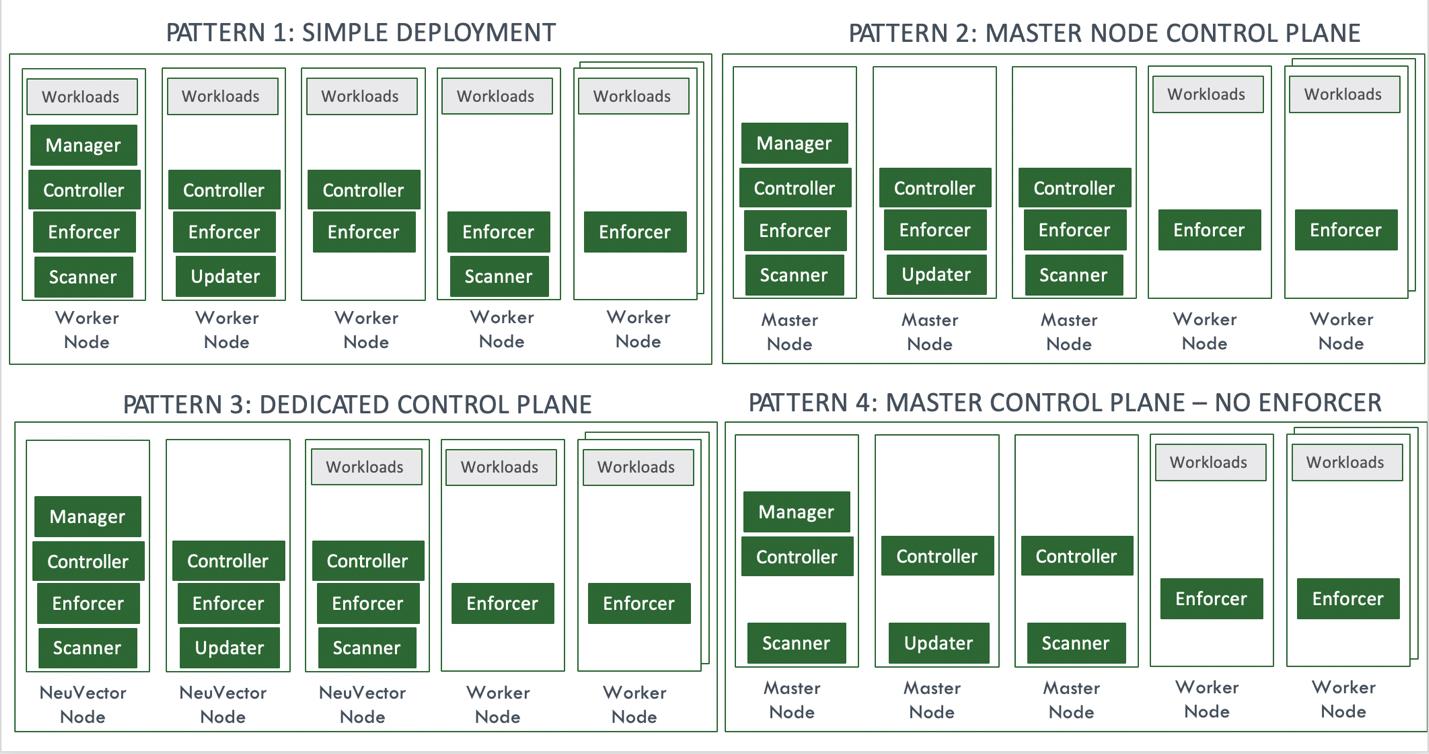 PATTERN 1: SIMPLE DEPLOYMENT
Workloads
Manager
Controller
Enforcer
Scanner
Worker
Node
Workloads
Controller
Enforcer
Updater
Worker
Node
Workloads
Controller
Enforcer
Worker
Node
Workloads
Enforcer
Scanner
Worker
Node
Workloads
Enforcer
Worker
Node
PATTERN 2: MASTER NODE CONTROL PLANE
Manager
Controller
Enforcer
Scanner
Master
Node
Controller
Enforcer
Updater
Master
Node
Controller
Enforcer
Scanner
Master
Node
Workloads
Enforcer
Worker
Node
Workloads
Enforcer
Worker
Node
PATTERN 3: DEDICATED CONTROL PLANE
Manager
Controller
Enforcer
Scanner
NeuVector
Node
Controller
Enforcer
Updater
NeuVector
Node
Workloads
Controller
Enforcer
Scanner
NeuVector
Node
Workloads
Enforcer
Worker
Node
Workloads
Enforcer
Worker
Node
PATTERN 4: MASTER CONTROL PLANE – NO ENFORCER
Manager
Controller
Scanner
Master
Node
Controller
Updater
Master
Node
Controller
Scanner
Master
Node
Workloads
Enforcer
Worker
Node
Workloads
Enforcer
Worker
Node